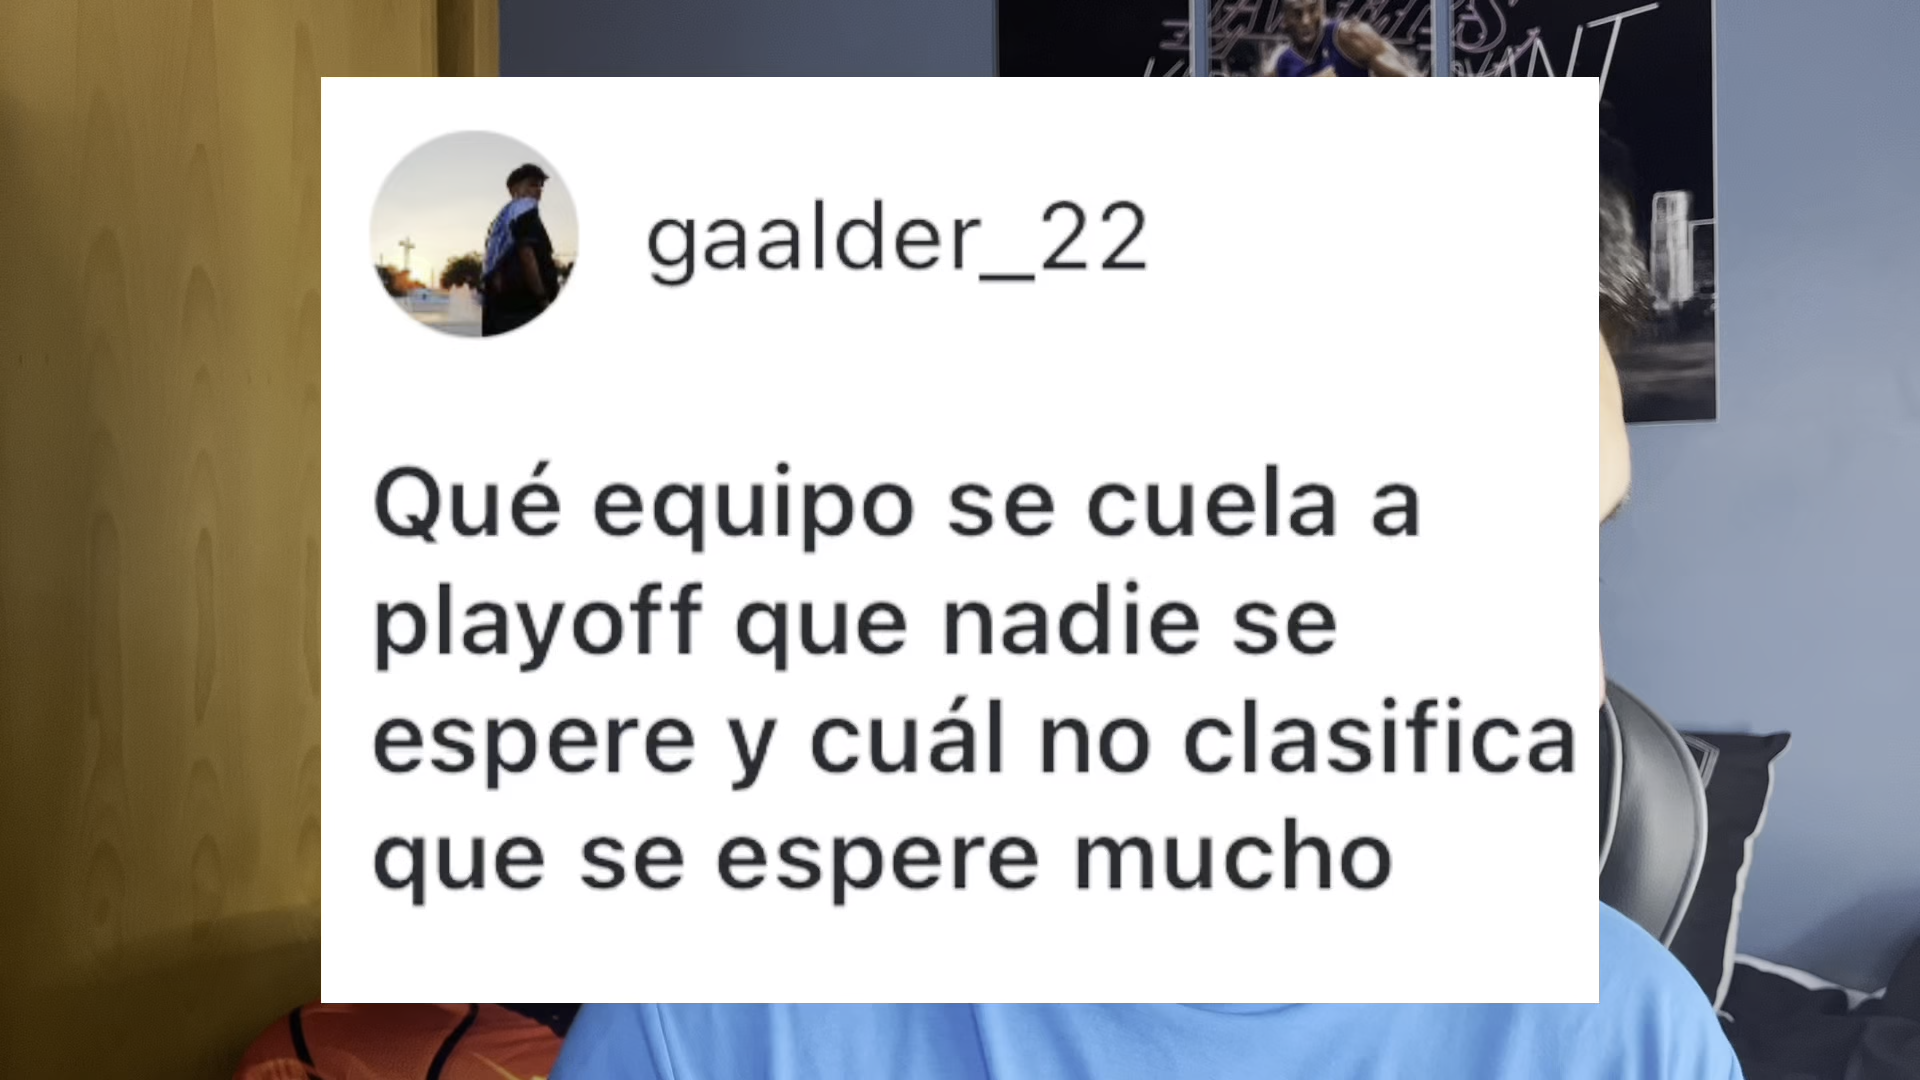 gaalder_22
Qué equipo se cuela a
playoff que nadie se
espere y cuál no clasifica
que se espere mucho